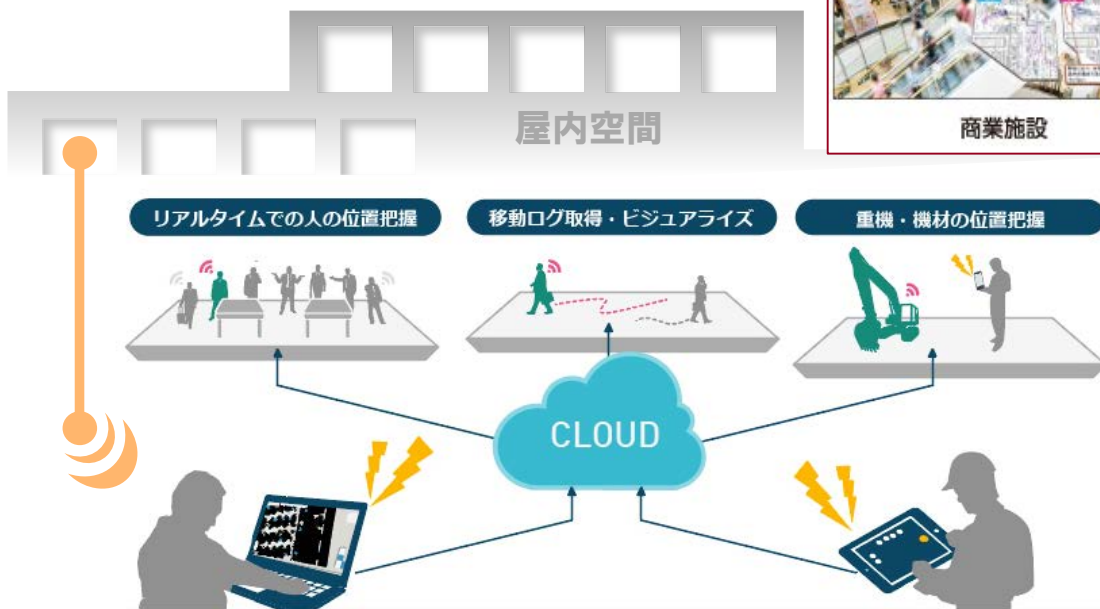 屋内空間
商業施設
リアルタイムでの人の位置把握
移動ログ取得・ビジュアライズ
重機・機材の位置把握
CLOUD